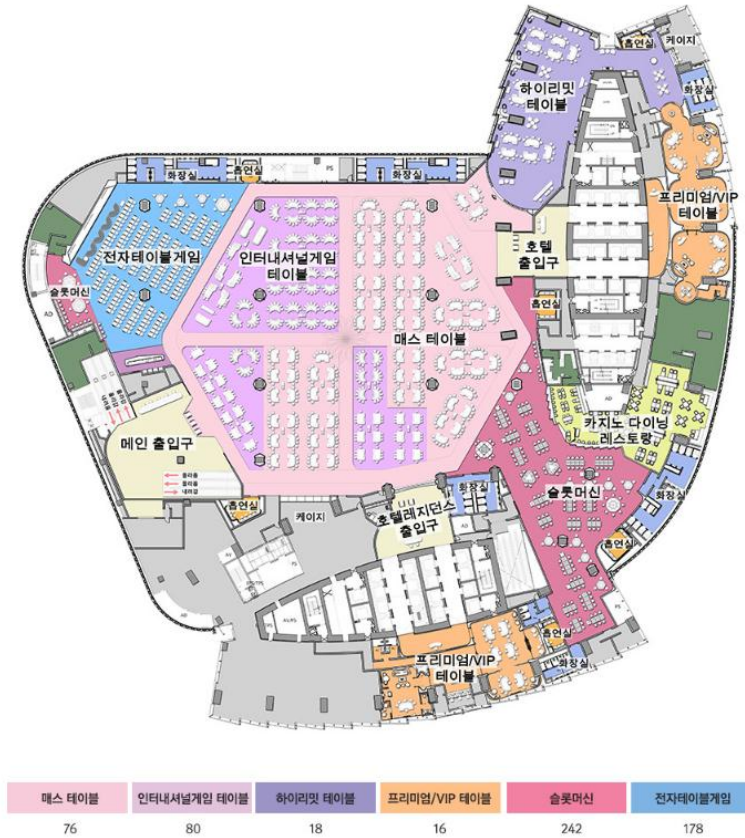 흡연실
케이지
하이리밋
테이블
화장실
화장실
흡연실
화장실
프리미엄/VIP
테이블
전자테이블게임
인터내셔널게임
테이블
호텔
출입구
슬롯머신
흡연실
매스 테이블
메인 출입구
카지노 다이닝
레스토랑
올라옴
올라옴
내려감
흡연실
케이지
호텔레지던스
출입구
화장실
슬롯머신
화장실
흡연실
프리미엄/VIP
테이블
흡연실
화장실
매스 테이블 인터내셔널게임 테이블 하이리밋 테이블 프리미엄/VIP 테이블 슬롯머신 전자테이블게임
76 80 18 16 242 178